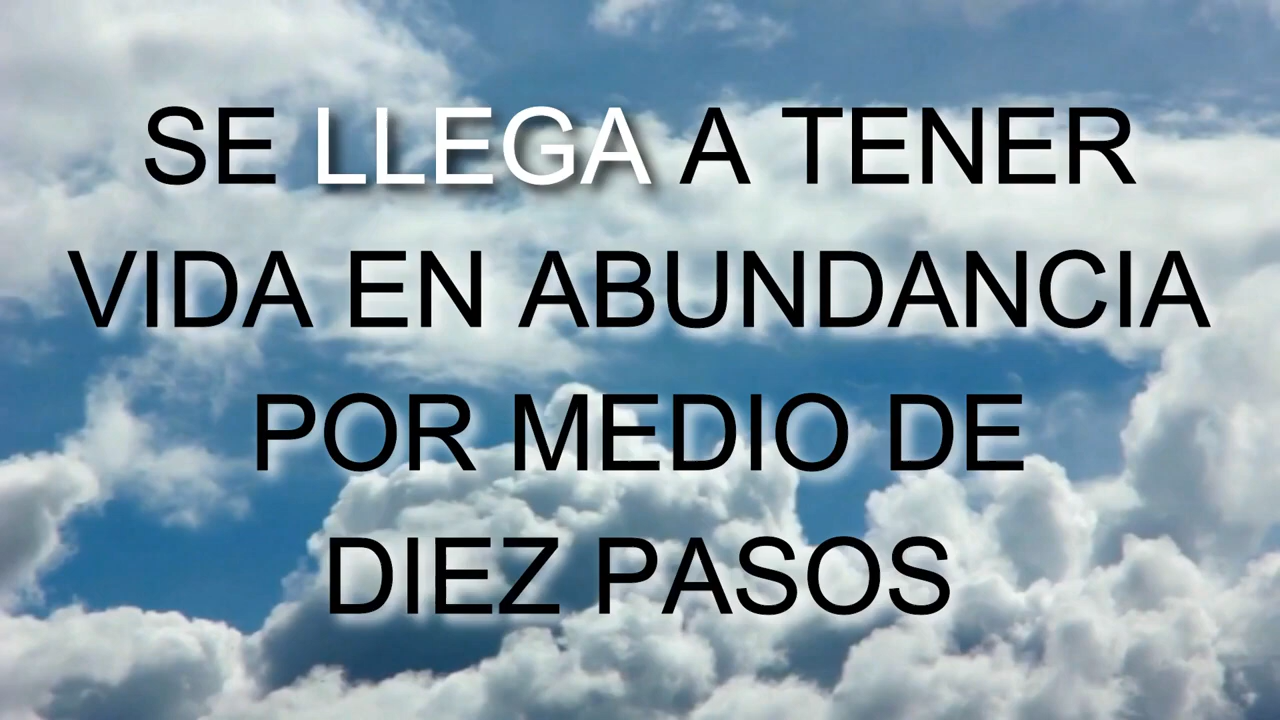 SE LLEGA A TENER
VIDA EN ABUNDANCIA
POR MEDIO DE
DIEZ PASOS